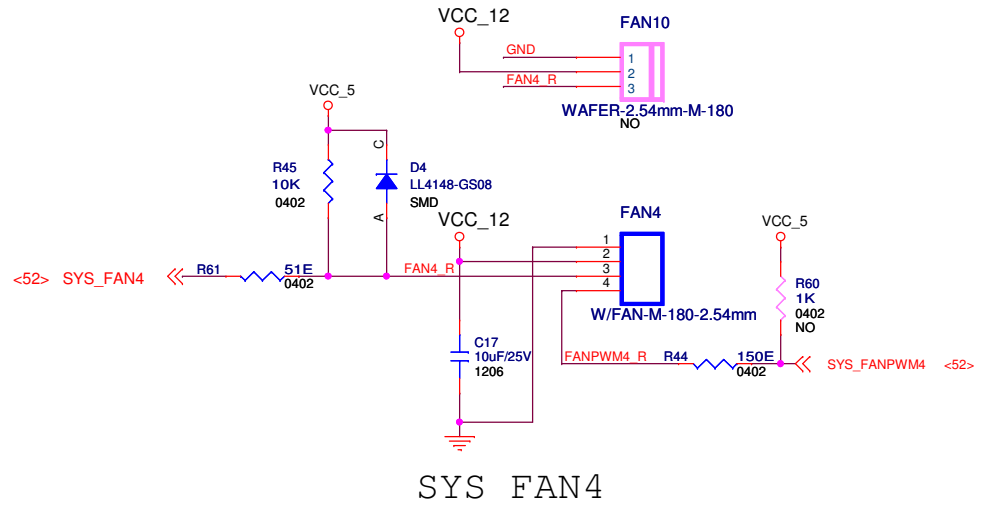 VCC_12
FAN10
GND
1
2
FAN4_R
3
WAFER-2.54mm-M-180
NO
VCC_5
C
R45
10K
0402
D4
LL4148-GS08
SMD
A
VCC_12
FAN4
VCC_5
1
2
3
4
<52> SYS_FAN4
R61
51E
0402
FAN4_R
W/FAN-M-180-2.54mm
R60
1K
0402
NO
C17
10uF/25V
1206
FANPWM4_R
R44
150E
0402
SYS_FANPWM4 <52>
SYS FAN4